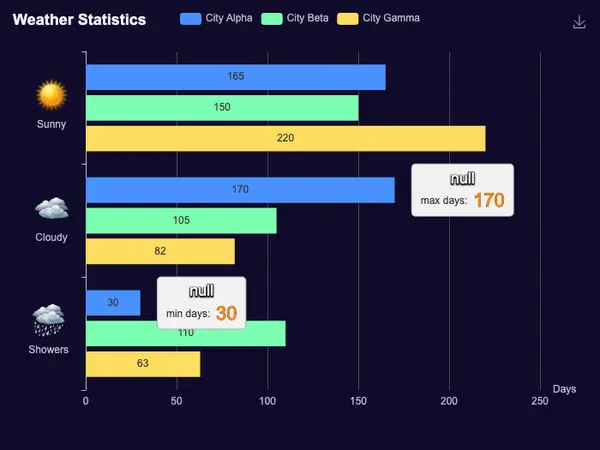 Weather Statistics
City Alpha
City Beta
City Gamma
165
150
220
Sunny
170
105
82
Cloudy
null
max days: 170
30
110
63
Showers
null
min days: 30
Days
0
50
100
150
200
250